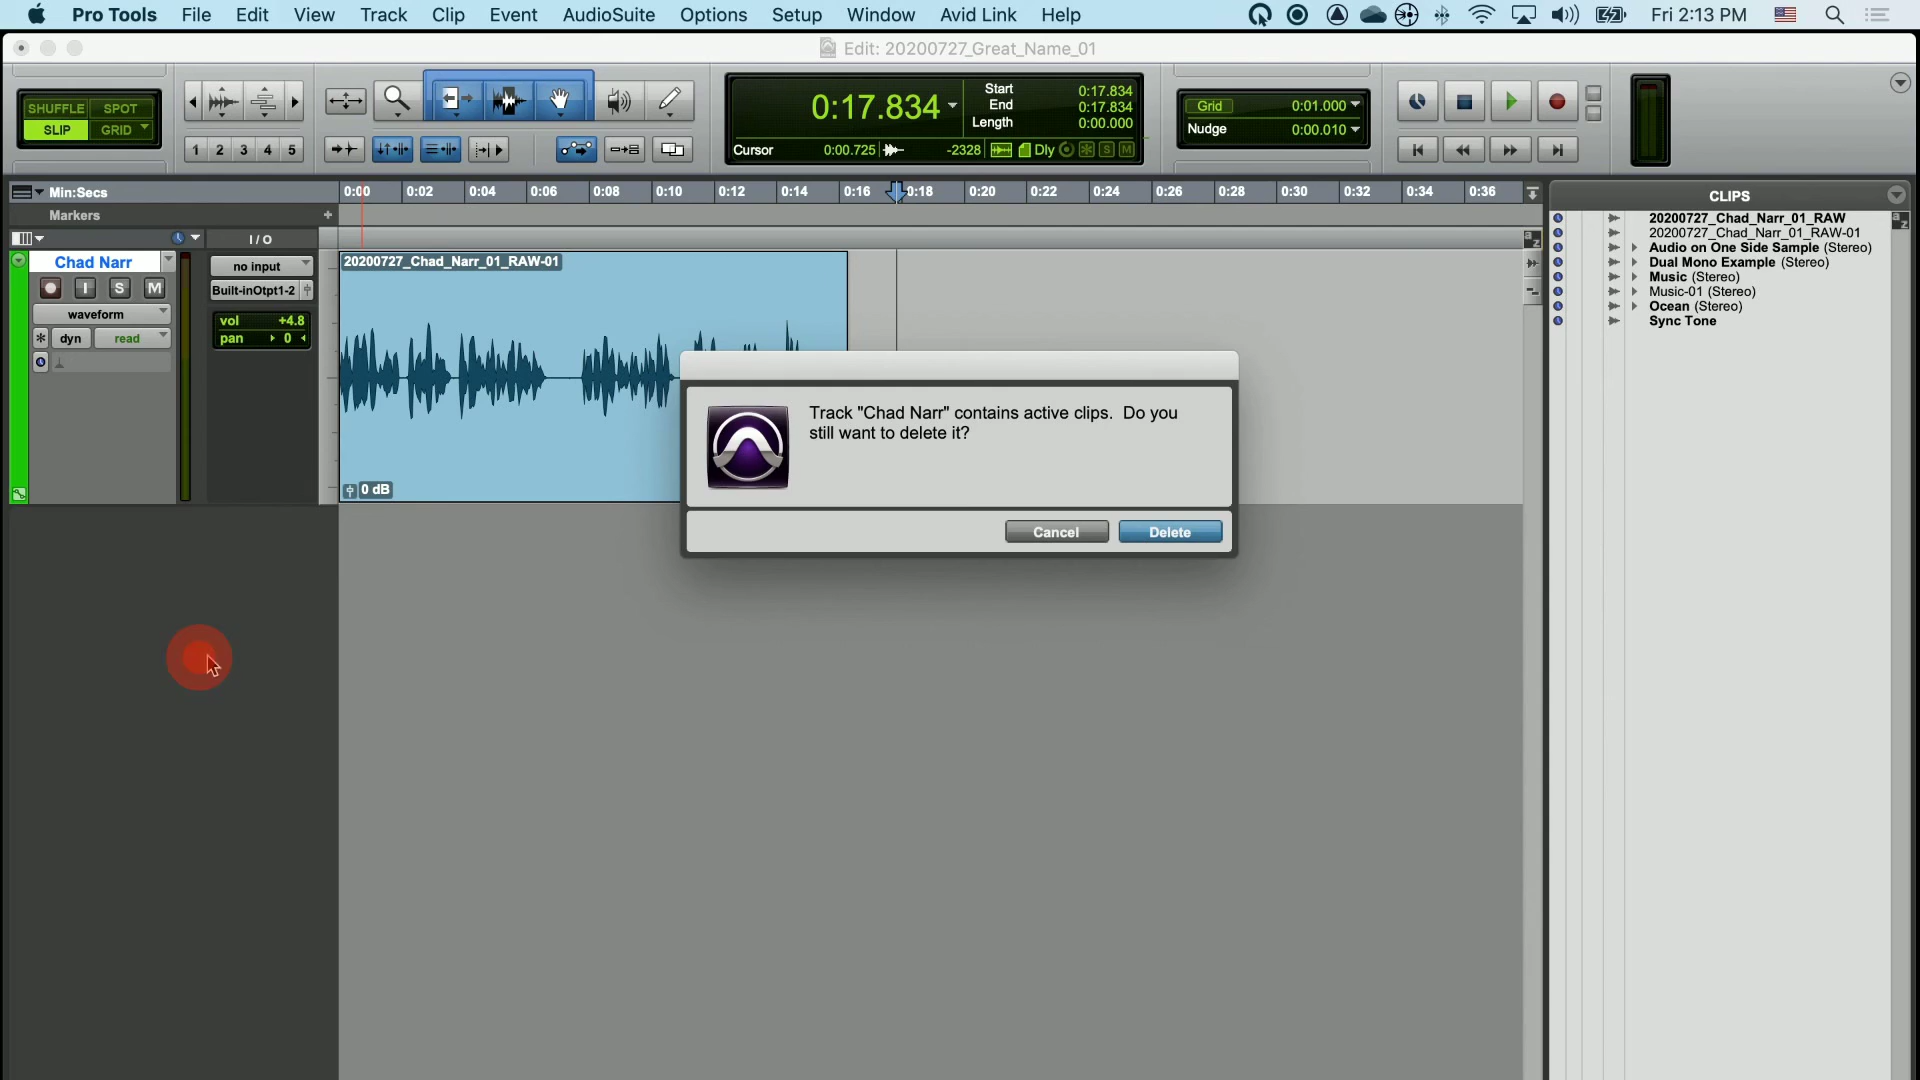 Pro Tools File Edit View Track Clip Event AudioSuite Options Setup Window Avid Link Help Fri 2:13 PM
Edit: 20200727_Great_Name_01
SHUFFLE SPOT
SLIP GRID
1 2 3 4 5
0:17.834
Start 0:17.834
End 0:17.834
Length 0:00.000
Cursor 0:00.725 -2328 Dly S M
Grid 0:01.000
Nudge 0:00.010
Min:Secs 0:00 0:02 0:04 0:06 0:08 0:10 0:12 0:14 0:16 0:18 0:20 0:22 0:24 0:26 0:28 0:30 0:32 0:34 0:36
Markers +
I/O
Chad Narr
I S M
waveform
* dyn read
no input
Built-inOtpt1-2
vol +4.8
pan 0
20200727_Chad_Narr_01_RAW-01
0 dB
Track "Chad Narr" contains active clips. Do you
still want to delete it?
Cancel Delete
CLIPS
20200727_Chad_Narr_01_RAW
20200727_Chad_Narr_01_RAW-01
Audio on One Side Sample (Stereo)
Dual Mono Example (Stereo)
Music (Stereo)
Music-01 (Stereo)
Ocean (Stereo)
Sync Tone